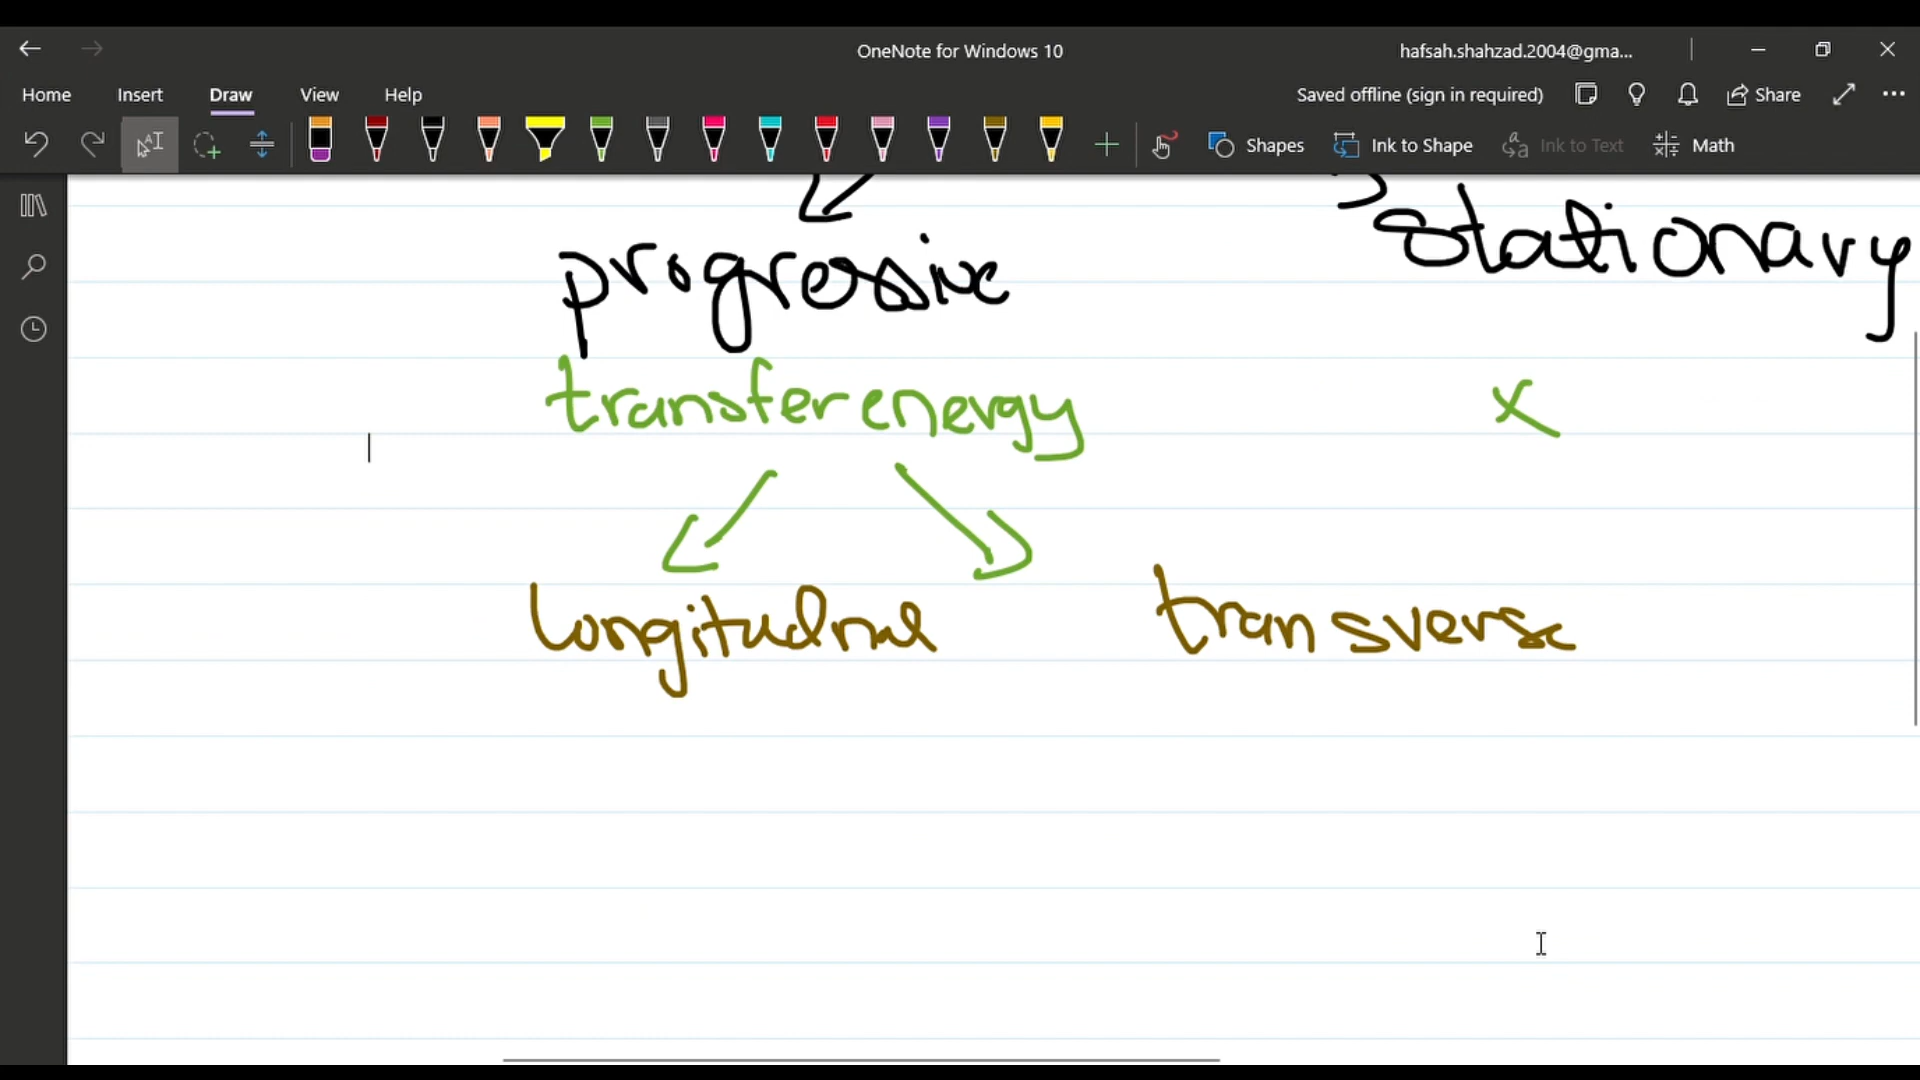 OneNote for Windows 10
hafsah.shahzad.2004@gma...
Home Insert Draw View Help
Saved offline (sign in required)
Share
Shapes Ink to Shape Ink to Text Math
stationary
progressive
transfer energy x
longitudnal transverse